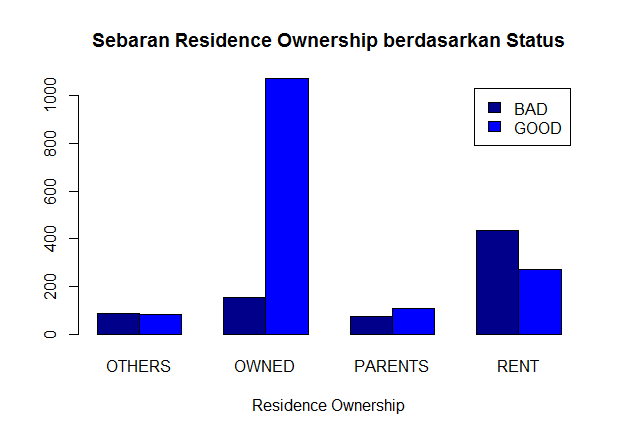 Sebaran Residence Ownership berdasarkan Status
BAD
GOOD
1000
800
600
400
200
0
OTHERS OWNED PARENTS RENT
Residence Ownership